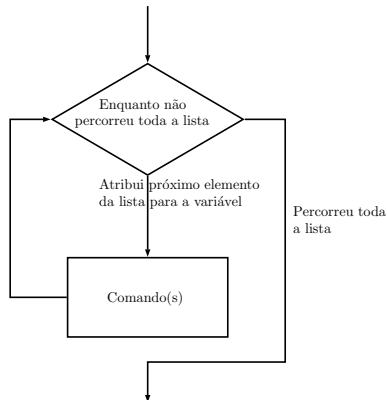 Enquanto não
percorreu toda a lista
Atribui próximo elemento
da lista para a variável
Percorreu toda
a lista
Comando(s)